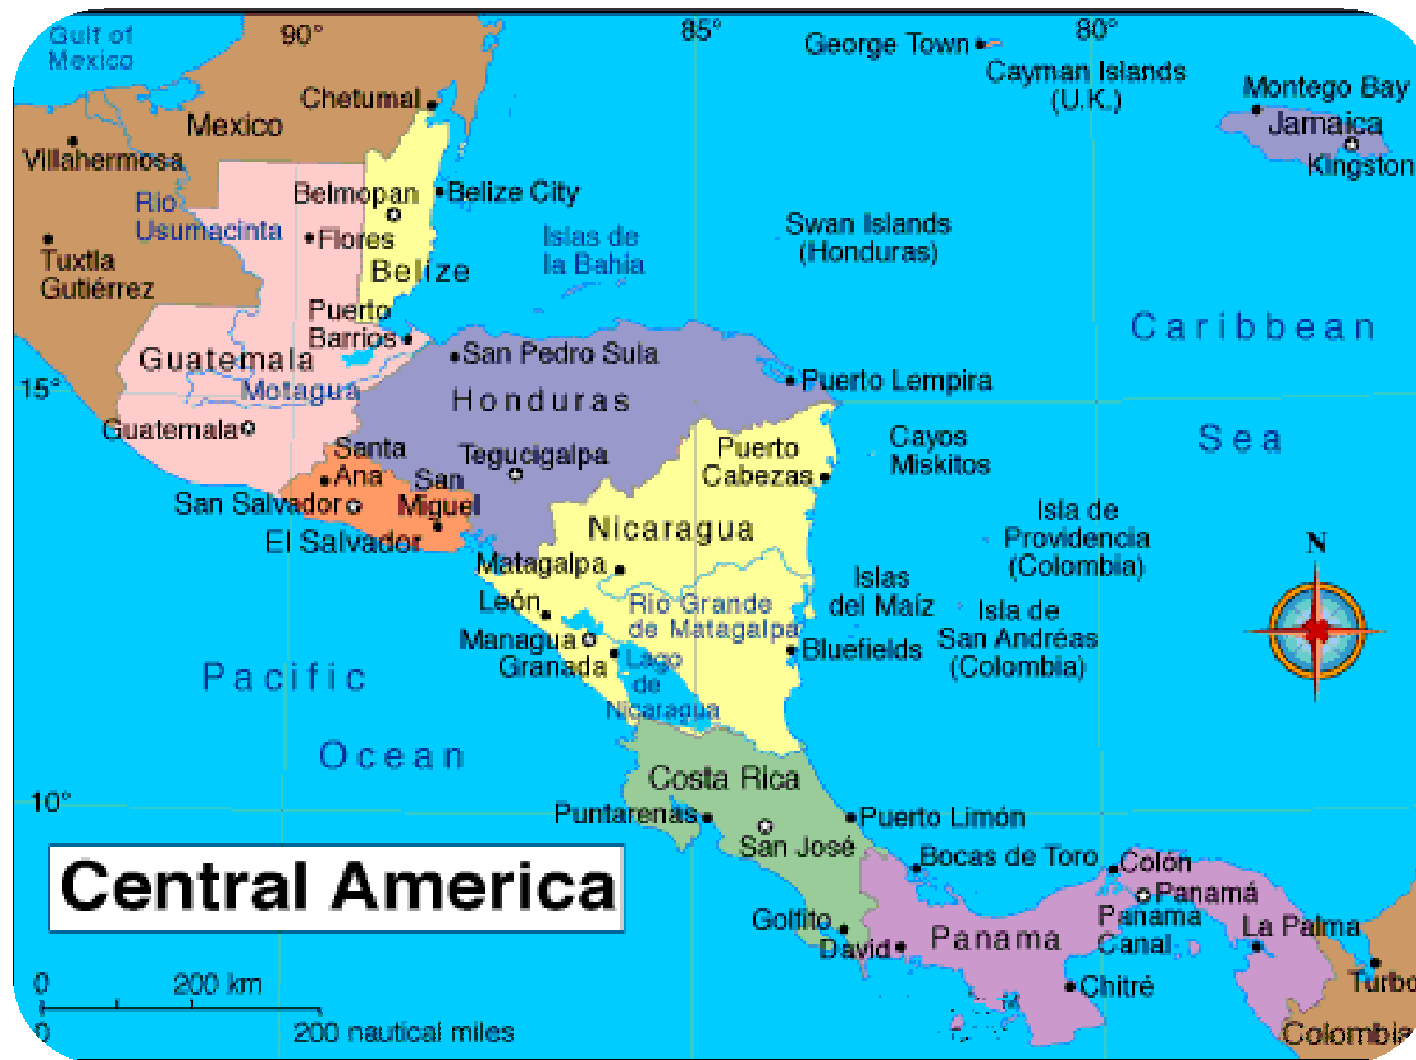 Gulf of
Mexico
90°
85°
80°
George Town
Cayman Islands
(U.K.)
Montego Bay
Jamaica
Kingston
Chetumal
Mexico
Villahermosa
Rio
Usumacinta
Belmopan
Belize City
Flores
Belize
Tuxtla
Gutiérrez
Islas de
la Bahia
Swan Islands
(Honduras)
Caribbean
Sea
Puerto
Barrios
Guatemala
San Pedro Sula
Puerto Lempira
15°
Motagua
Honduras
Guatemala
Santa
Ana
Tegucigalpa
San
Miguel
San Salvador
El Salvador
Puerto
Cabezas
Cayos
Miskitos
Nicaragua
Isla de
Providencia
(Colombia)
N
Matagalpa
León
Rio Grande
de Matagalpa
Islas
del Maíz
Isla de
San Andréas
(Colombia)
Managua
Granada
Bluefields
Lago
de
Nicaragua
Pacific
Ocean
Costa Rica
10°
Puntarenas
Puerto Limón
San José
Central America
Bocas de Toro
Colón
Panamá
Panama
Canal
La Palma
Golfito
David
Panama
Chitré
Turbo
Colombia
0
200 km
0
200 nautical miles